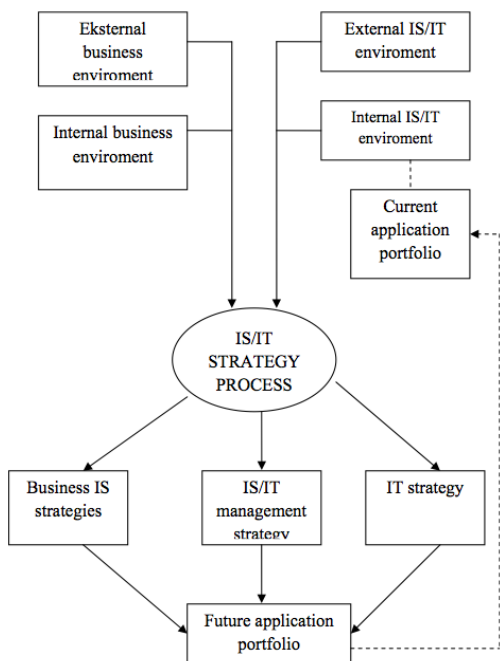 Eksternal
business
enviroment
External IS/IT
enviroment
Internal business
enviroment
Internal IS/IT
enviroment
Current
application
portfolio
IS/IT
STRATEGY
PROCESS
Business IS
strategies
IS/IT
management
strategy
IT strategy
Future application
portfolio